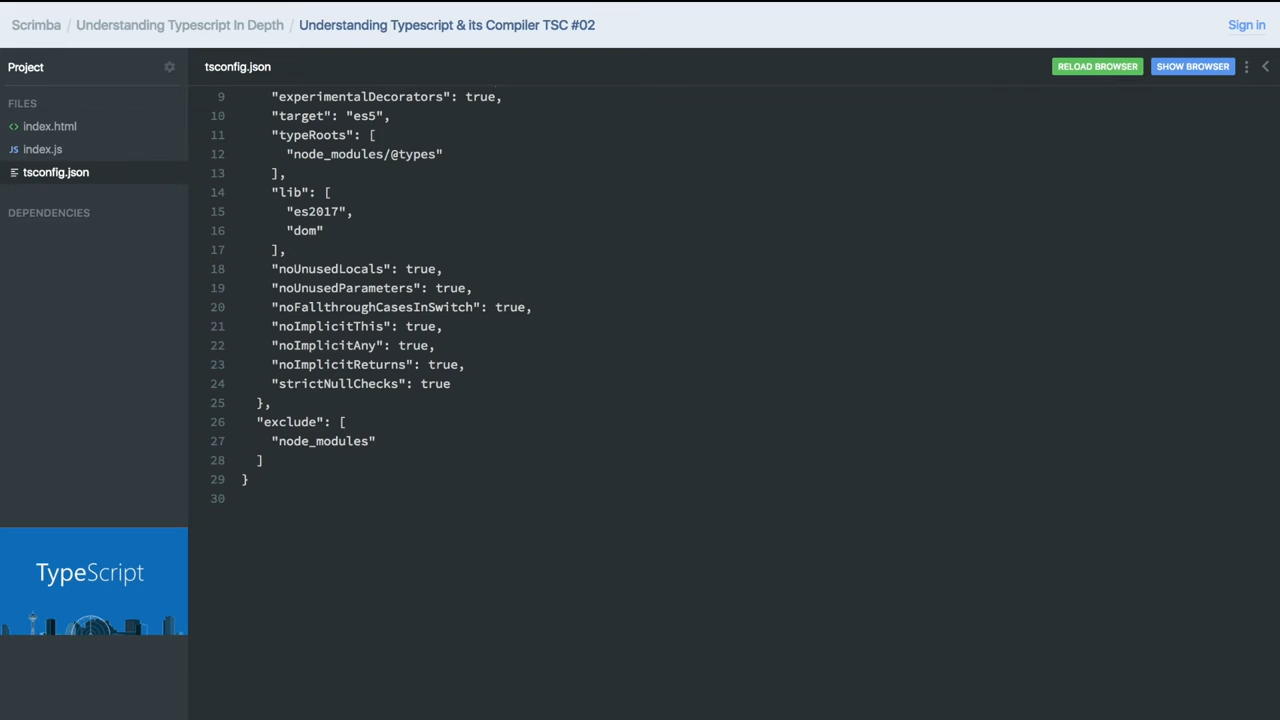 Scrimba / Understanding Typescript In Depth / Understanding Typescript & its Compiler TSC #02
Sign in
Project
tsconfig.json
RELOAD BROWSER
SHOW BROWSER
FILES
<> index.html
JS index.js
tsconfig.json
DEPENDENCIES
9 "experimentalDecorators": true,
10 "target": "es5",
11 "typeRoots": [
12 "node_modules/@types"
13 ],
14 "lib": [
15 "es2017",
16 "dom"
17 ],
18 "noUnusedLocals": true,
19 "noUnusedParameters": true,
20 "noFallthroughCasesInSwitch": true,
21 "noImplicitThis": true,
22 "noImplicitAny": true,
23 "noImplicitReturns": true,
24 "strictNullChecks": true
25 },
26 "exclude": [
27 "node_modules"
28 ]
29 }
30
TypeScript